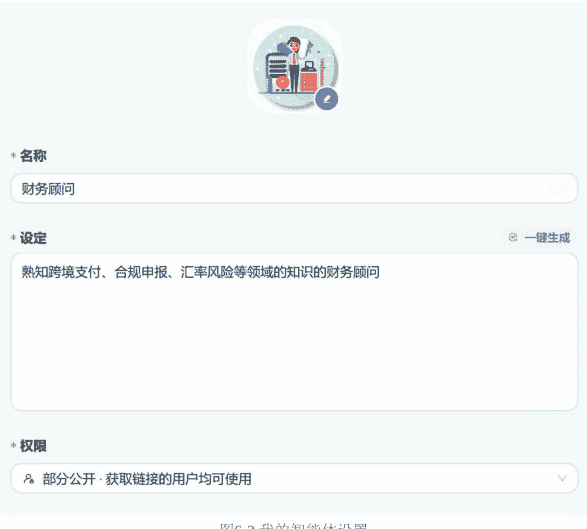 * 名称
财务顾问
* 设定
一键生成
熟知跨境支付、合规申报、汇率风险等领域的知识的财务顾问
* 权限
部分公开 · 获取链接的用户均可使用